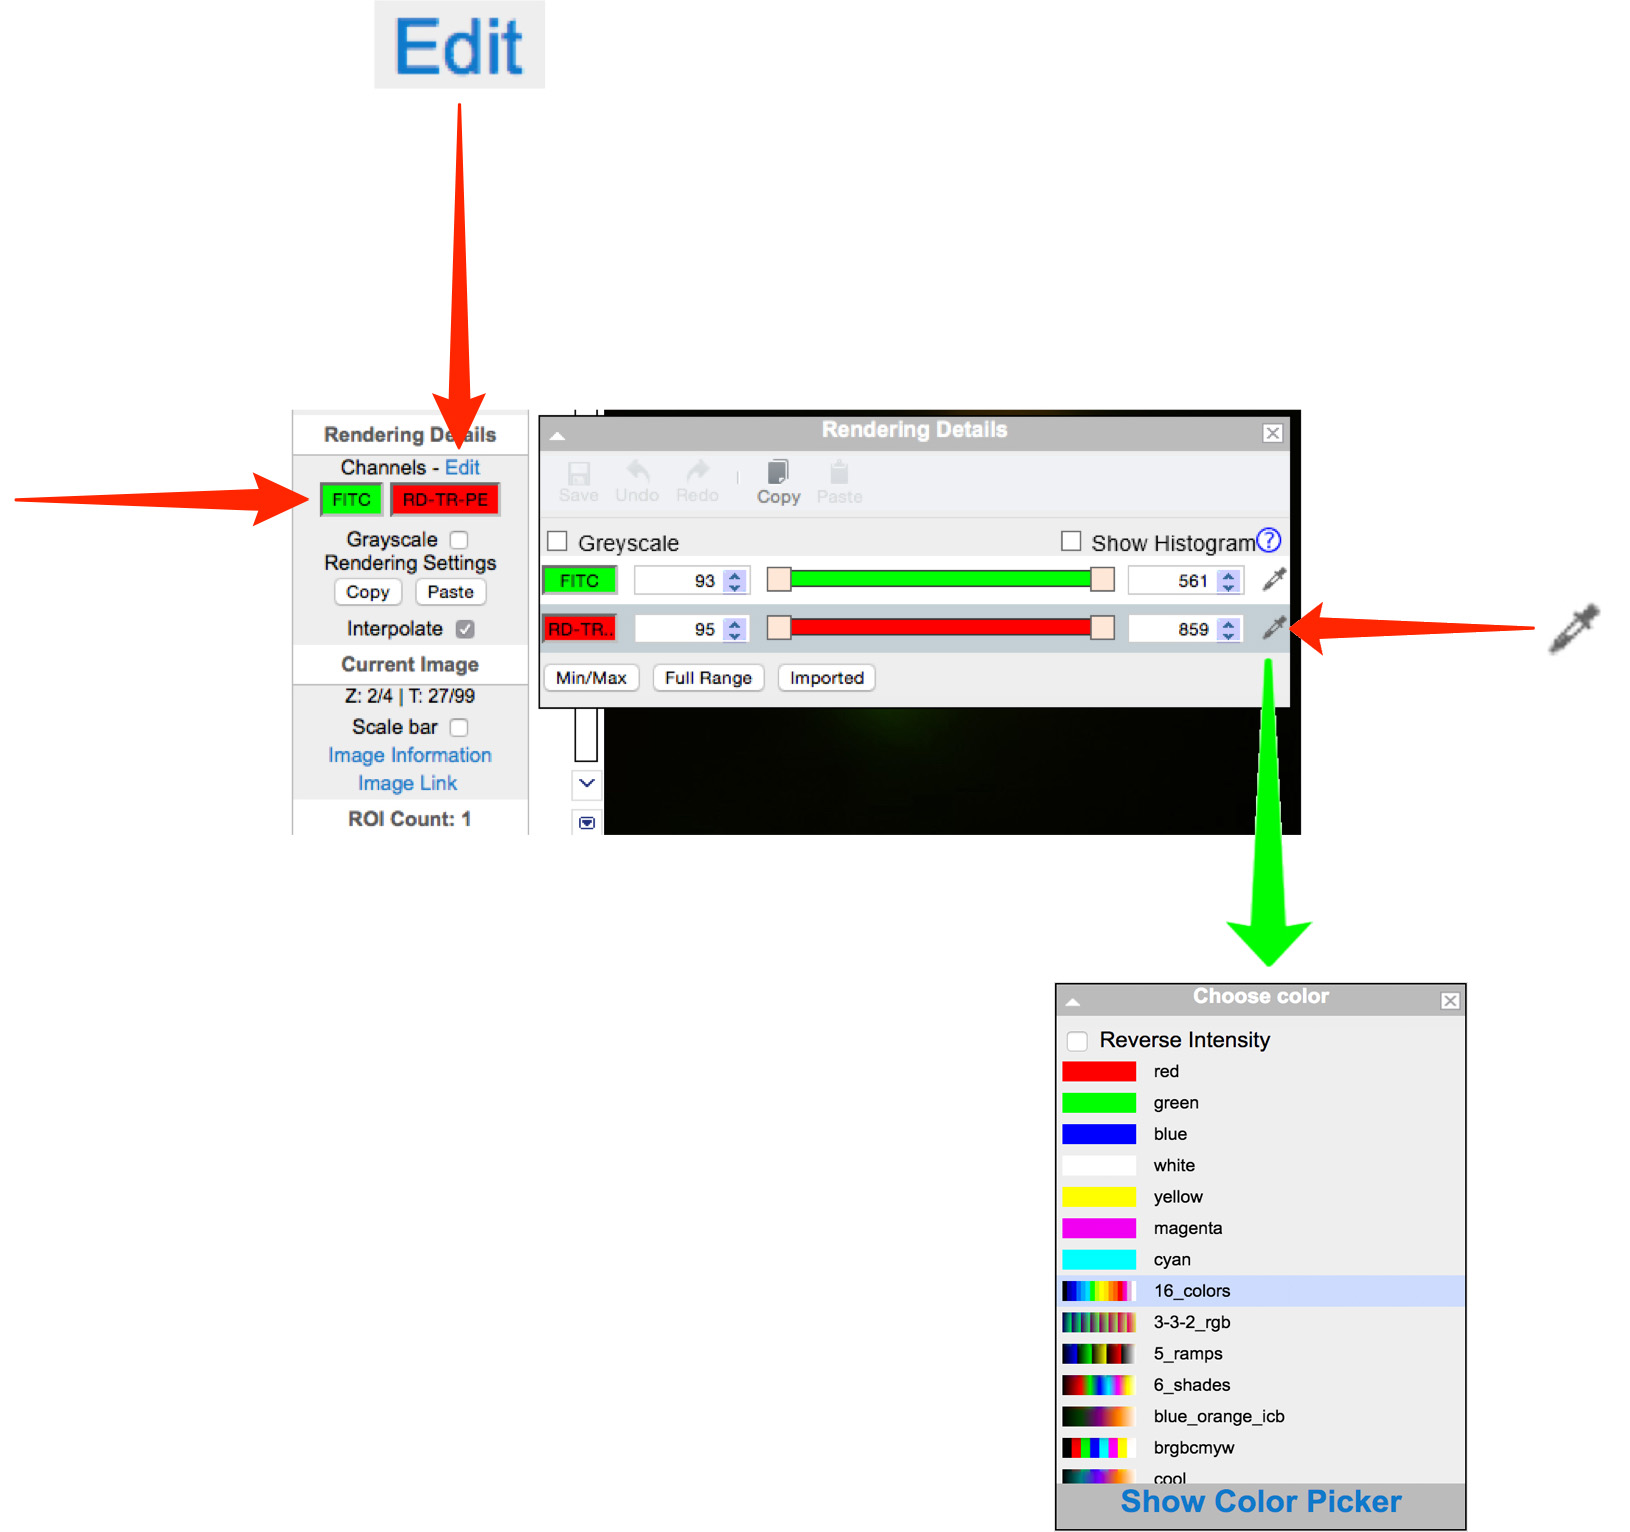 Edit
Rendering Details
Channels - Edit
FITC RD-TR-PE
Grayscale
Rendering Settings
Copy Paste
Interpolate
Current Image
Z: 2/4 | T: 27/99
Scale bar
Image Information
Image Link
ROI Count: 1
Rendering Details
Save Undo Redo Copy Paste
Greyscale Show Histogram ?
FITC 93 561
RD-TR.. 95 859
Min/Max Full Range Imported
Choose color
Reverse Intensity
red
green
blue
white
yellow
magenta
cyan
16_colors
3-3-2_rgb
5_ramps
6_shades
blue_orange_icb
brgbcmyw
cool
Show Color Picker